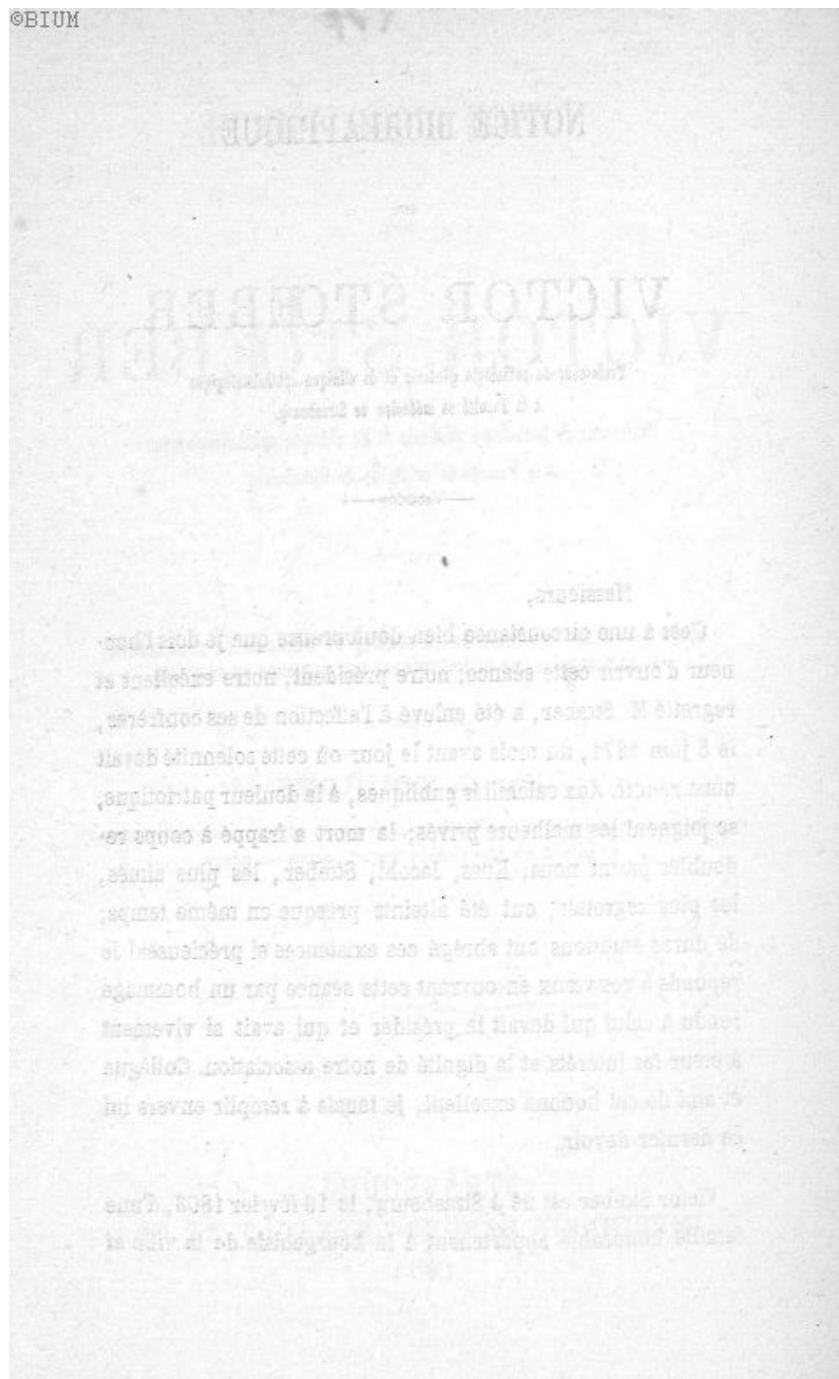 ©BIUM
NOTICE BIOGRAPHIQUE
SUR
VICTOR STŒBER
Professeur de pathologie générale et de clinique ophthalmologique
à la Faculté de médecine de Strasbourg.
Messieurs,
C'est à une circonstance bien douloureuse que je dois l'hon-
neur d'ouvrir cette séance; notre président, notre excellent et
regretté M. Stœber, a été enlevé à l'affection de ses confrères,
le 5 juin 1871, un mois avant le jour où cette solennité devait
nous réunir. Aux calamités publiques, à la douleur patriotique,
se joignent les malheurs privés; la mort a frappé à coups re-
doublés parmi nous; Küss, Jacobi, Stœber, les plus aimés,
les plus regrettés, ont été atteints presque en même temps;
de dures émotions ont abrégé ces existences si précieuses! Je
réponds à vos vœux en ouvrant cette séance par un hommage
rendu à celui qui devait la présider et qui avait si vivement
à cœur les intérêts et la dignité de notre association. Collègue
et ami de cet homme excellent, je tenais à remplir envers lui
ce dernier devoir.
Victor Stœber est né à Strasbourg, le 13 février 1803, d'une
famille honorable appartenant à la bourgeoisie de la ville et